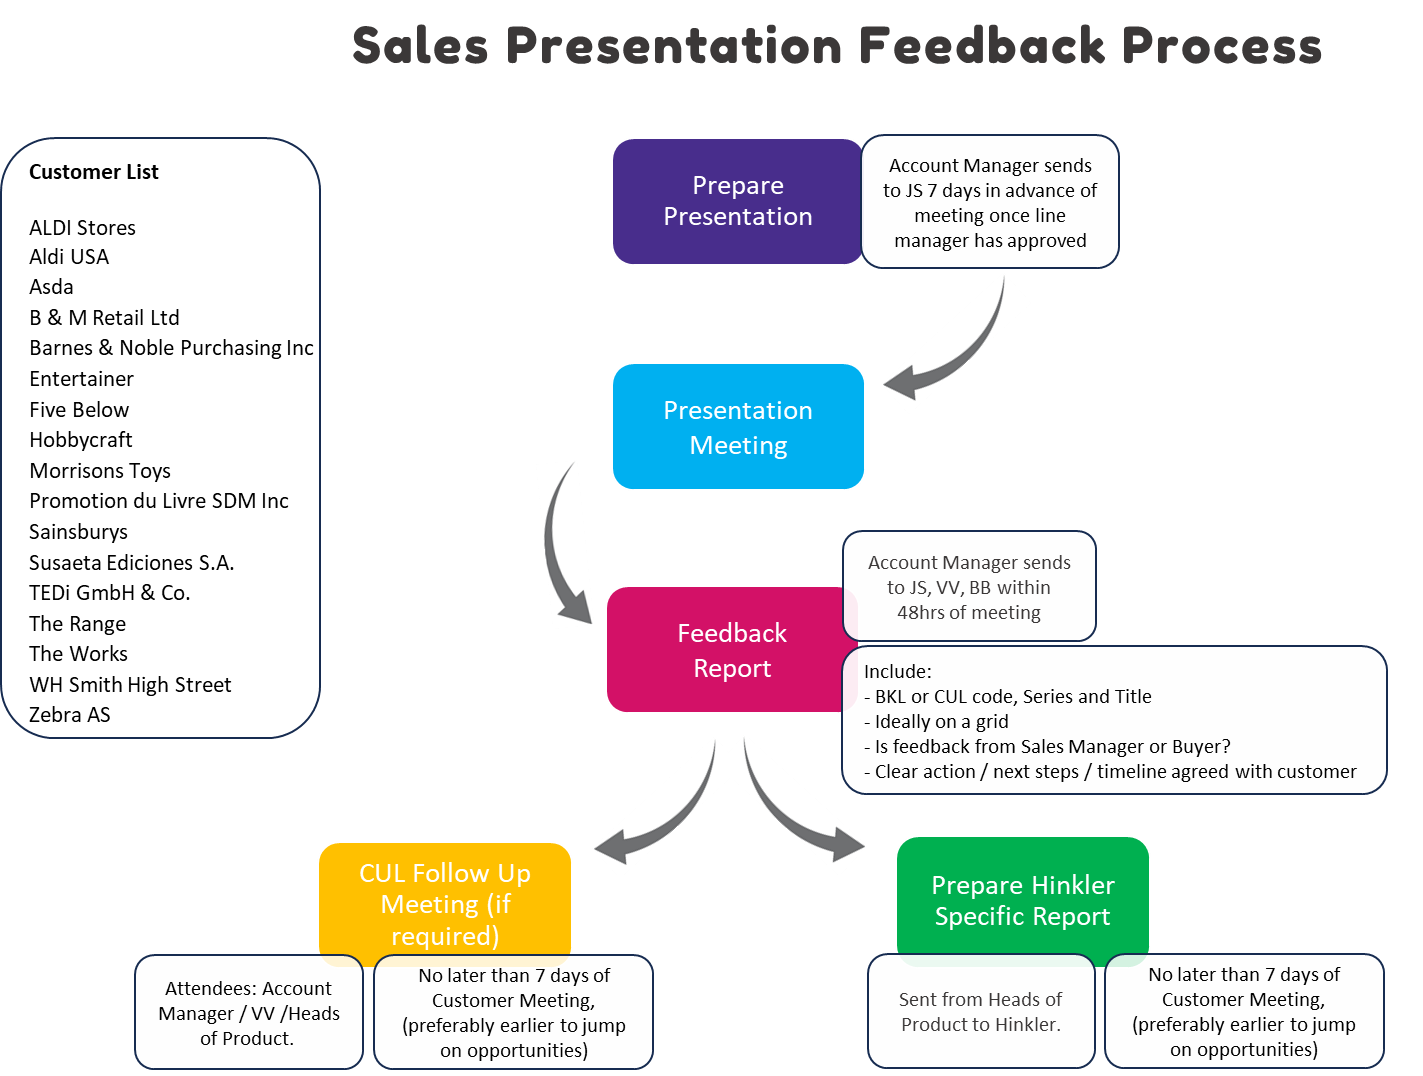 Sales Presentation Feedback Process
Customer List
ALDI Stores
Aldi USA
Asda
B & M Retail Ltd
Barnes & Noble Purchasing Inc
Entertainer
Five Below
Hobbycraft
Morrisons Toys
Promotion du Livre SDM Inc
Sainsburys
Susaeta Ediciones S.A.
TEDi GmbH & Co.
The Range
The Works
WH Smith High Street
Zebra AS
Prepare
Presentation
Account Manager sends
to JS 7 days in advance of
meeting once line
manager has approved
Presentation
Meeting
Feedback
Report
Account Manager sends
to JS, VV, BB within
48hrs of meeting
Include:
- BKL or CUL code, Series and Title
- Ideally on a grid
- Is feedback from Sales Manager or Buyer?
- Clear action / next steps / timeline agreed with customer
CUL Follow Up
Meeting (if
required)
Attendees: Account
Manager / VV /Heads
of Product.
No later than 7 days of
Customer Meeting,
(preferably earlier to jump
on opportunities)
Prepare Hinkler
Specific Report
Sent from Heads of
Product to Hinkler.
No later than 7 days of
Customer Meeting,
(preferably earlier to jump
on opportunities)